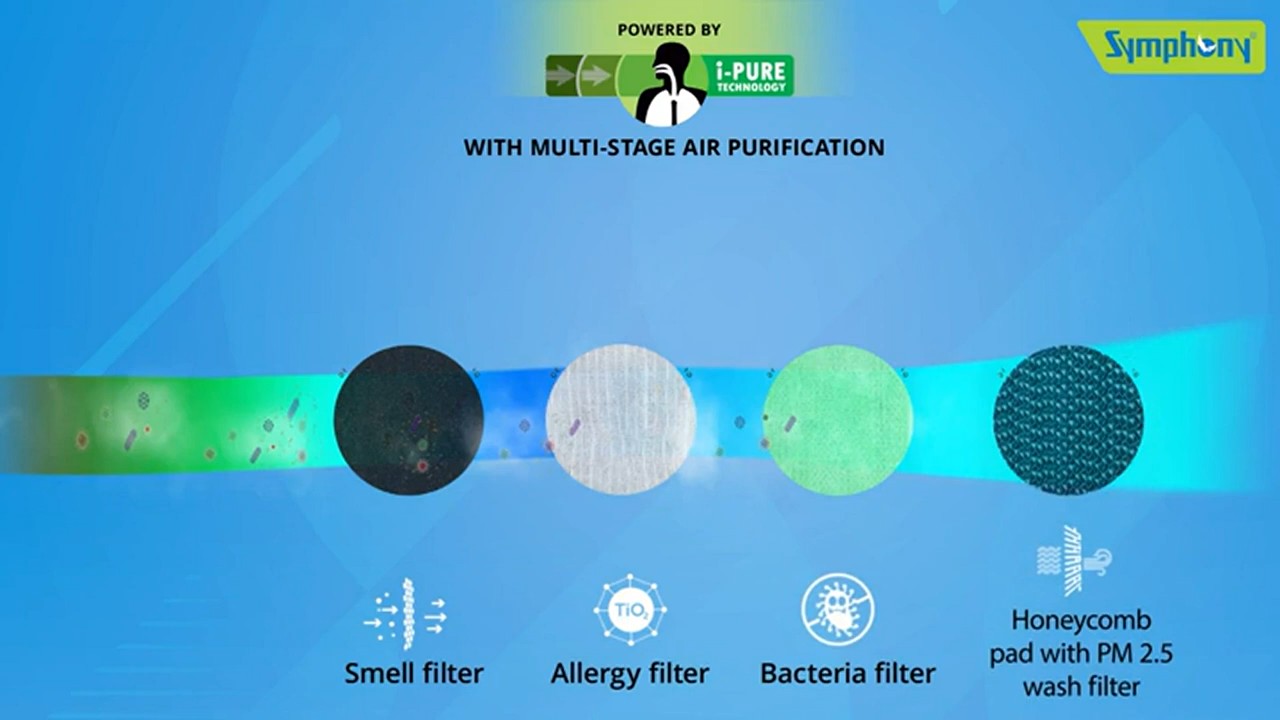 POWERED BY
Symphony
i-PURE
TECHNOLOGY
WITH MULTI-STAGE AIR PURIFICATION
TiO₂
Smell filter
Allergy filter
Bacteria filter
Honeycomb
pad with PM 2.5
wash filter